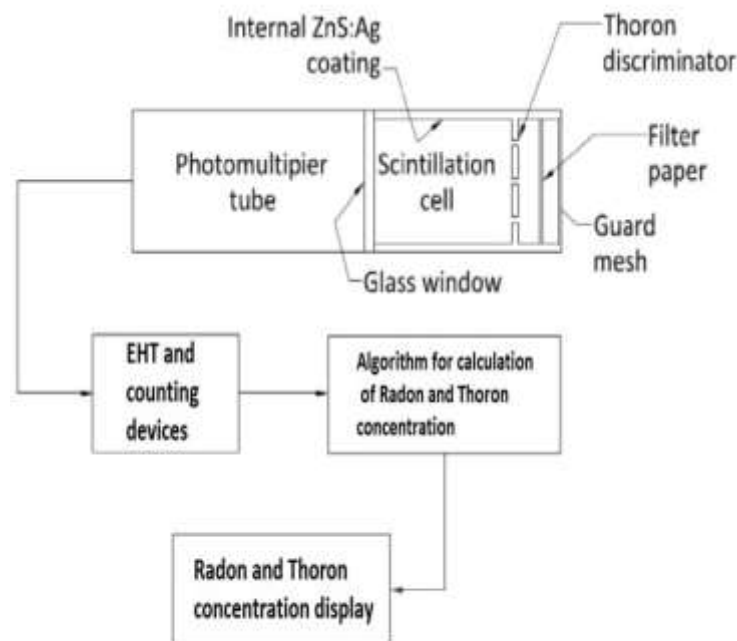 Internal ZnS:Ag
coating
Thoron
discriminator
Photomultipier
tube
Scintillation
cell
Filter
paper
Guard
mesh
Glass window
EHT and
counting
devices
Algorithm for calculation
of Radon and Thoron
concentration
Radon and Thoron
concentration display